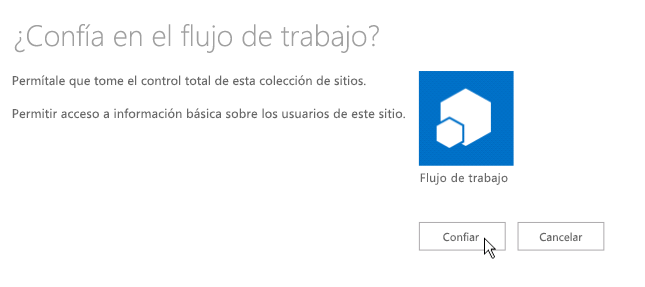 ¿Confía en el flujo de trabajo?
Permítale que tome el control total de esta colección de sitios.
Permitir acceso a información básica sobre los usuarios de este sitio.
Flujo de trabajo
Confiar
Cancelar